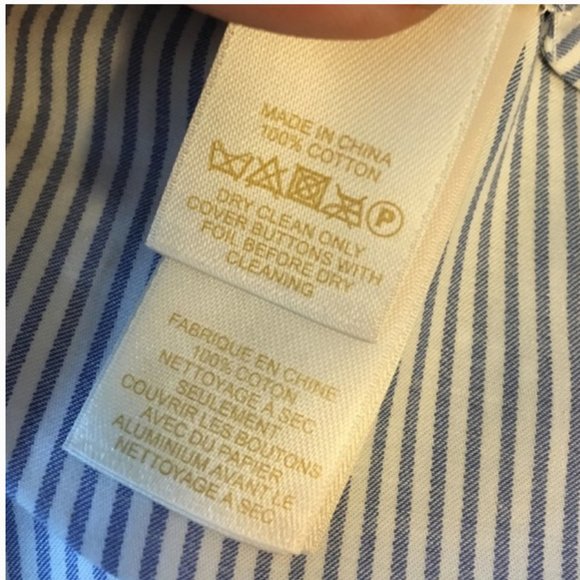 MADE IN CHINA
100% COTTON
P
DRY CLEAN ONLY
COVER BUTTONS WITH
FOIL BEFORE DRY
CLEANING
FABRIQUE EN CHINE
100% COTON
NETTOYAGE A SEC
SEULEMENT
COUVRIR LES BOUTONS
AVEC DU PAPIER
ALUMINIUM AVANT LE
NETTOYAGE A SEC